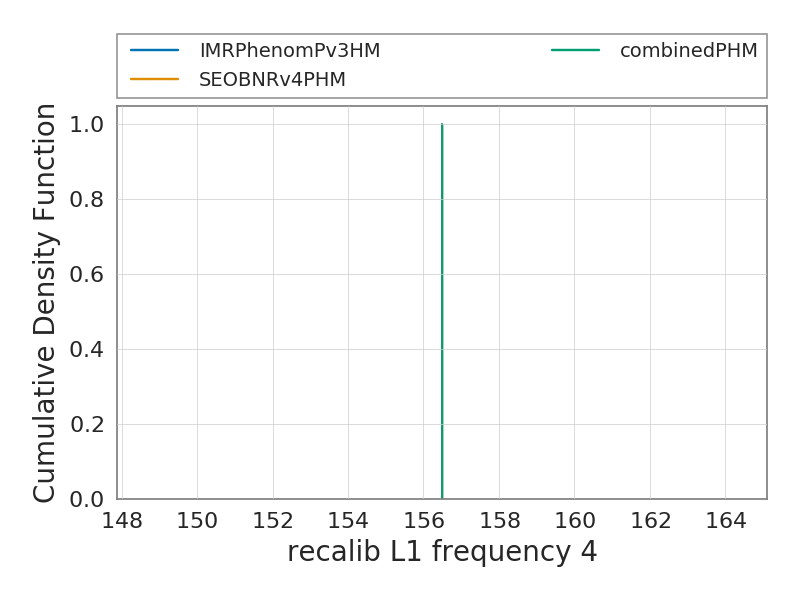 IMRPhenomPv3HM
SEOBNRv4PHM
combinedPHM
Cumulative Density Function
1.0
0.8
0.6
0.4
0.2
0.0
148 150 152 154 156 158 160 162 164
recalib L1 frequency 4